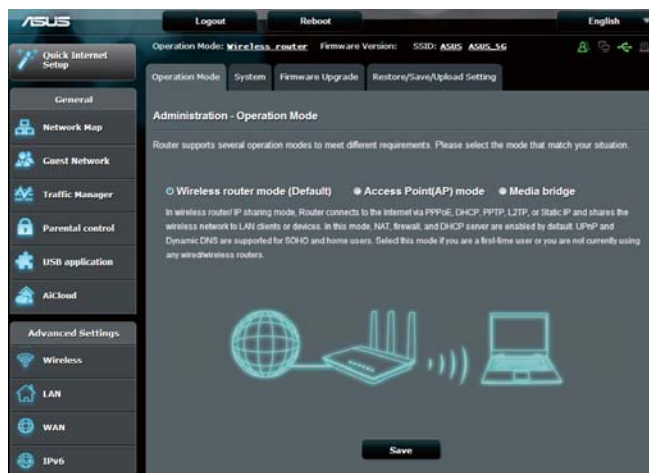 ASUS
Logout
Reboot
English
Quick Internet Setup
Operation Mode: Wireless router Firmware Version: SSID: ASUS ASUS_5G
Operation Mode
System
Firmware Upgrade
Restore/Save/Upload Setting
General
Network Map
Guest Network
Traffic Manager
Parental control
USB application
AiCloud
Advanced Settings
Wireless
LAN
WAN
IPv6
Administration - Operation Mode
Router supports several operation modes to meet different requirements. Please select the mode that match your situation.
Wireless router mode (Default)
Access Point(AP) mode
Media bridge
In wireless router/ IP sharing mode, Router connects to the Internet via PPPoE, DHCP, PPTP, L2TP, or Static IP and shares the
wireless network to LAN clients or devices. In this mode, NAT, firewall, and DHCP server are enabled by default. UPnP and
Dynamic DNS are supported for SOHO and home users. Select this mode if you are a first-time user or you are not currently using
any wired/wireless routers.
Save